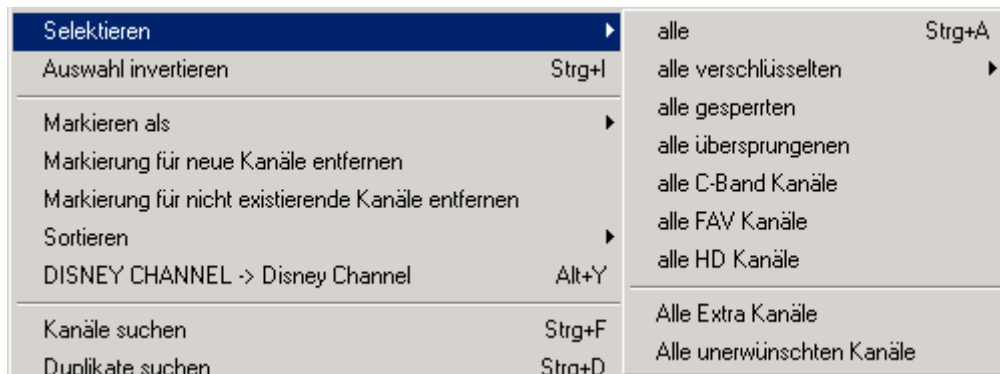 Selektieren
Auswahl invertieren Strg+I
Markieren als
Markierung für neue Kanäle entfernen
Markierung für nicht existierende Kanäle entfernen
Sortieren
DISNEY CHANNEL -> Disney Channel Alt+Y
Kanäle suchen Strg+F
Duplikate suchen Strg+D
alle Strg+A
alle verschlüsselten
alle gesperrten
alle übersprungenen
alle C-Band Kanäle
alle FAV Kanäle
alle HD Kanäle
Alle Extra Kanäle
Alle unerwünschten Kanäle